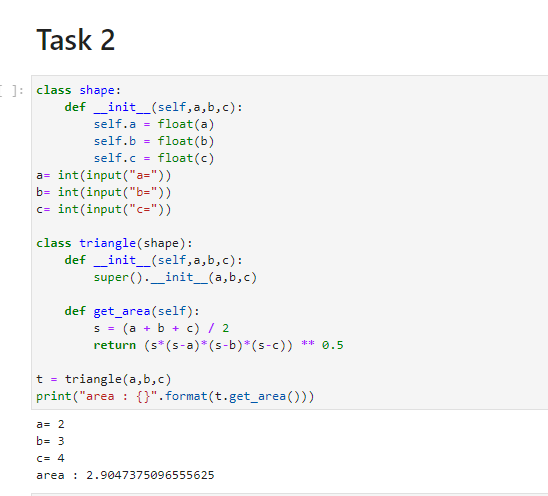 Task 2
[ ]:
class shape:
    def __init__(self,a,b,c):
        self.a = float(a)
        self.b = float(b)
        self.c = float(c)
a= int(input("a="))
b= int(input("b="))
c= int(input("c="))

class triangle(shape):
    def __init__(self,a,b,c):
        super().__init__(a,b,c)

    def get_area(self):
        s = (a + b + c) / 2
        return (s*(s-a)*(s-b)*(s-c)) ** 0.5

t = triangle(a,b,c)
print("area : {}".format(t.get_area()))
a= 2
b= 3
c= 4
area : 2.9047375096555625